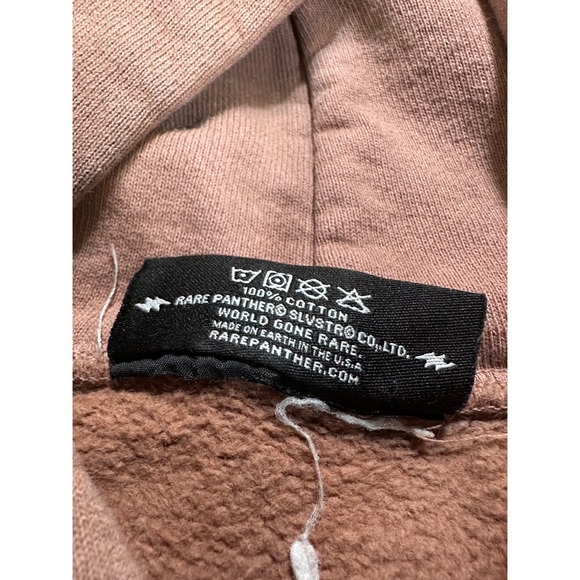 100% COTTON
RARE PANTHER® SLVSTR® CO,.LTD.
WORLD GONE RARE.
MADE ON EARTH IN THE U.S.A
RAREPANTHER.COM